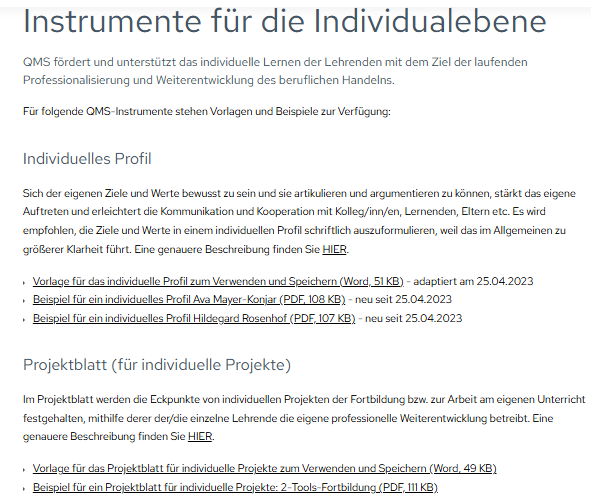 Instrumente für die Individualebene
QMS fördert und unterstützt das individuelle Lernen der Lehrenden mit dem Ziel der laufenden
Professionalisierung und Weiterentwicklung des beruflichen Handelns.
Für folgende QMS-Instrumente stehen Vorlagen und Beispiele zur Verfügung:
Individuelles Profil
Sich der eigenen Ziele und Werte bewusst zu sein und sie artikulieren und argumentieren zu können, stärkt das eigene
Auftreten und erleichtert die Kommunikation und Kooperation mit Kolleg/inn/en, Lernenden, Eltern etc. Es wird
empfohlen, die Ziele und Werte in einem individuellen Profil schriftlich auszuformulieren, weil das im Allgemeinen zu
größerer Klarheit führt. Eine genauere Beschreibung finden Sie HIER.
Vorlage für das individuelle Profil zum Verwenden und Speichern (Word, 51 KB) - adaptiert am 25.04.2023
Beispiel für ein individuelles Profil Ava Mayer-Konjar (PDF, 108 KB) - neu seit 25.04.2023
Beispiel für ein individuelles Profil Hildegard Rosenhof (PDF, 107 KB) - neu seit 25.04.2023
Projektblatt (für individuelle Projekte)
Im Projektblatt werden die Eckpunkte von individuellen Projekten der Fortbildung bzw. zur Arbeit am eigenen Unterricht
festgehalten, mithilfe derer der/die einzelne Lehrende die eigene professionelle Weiterentwicklung betreibt. Eine
genauere Beschreibung finden Sie HIER.
Vorlage für das Projektblatt für individuelle Projekte zum Verwenden und Speichern (Word, 49 KB)
Beispiel für ein Projektblatt für individuelle Projekte: 2-Tools-Fortbildung (PDF, 111 KB)